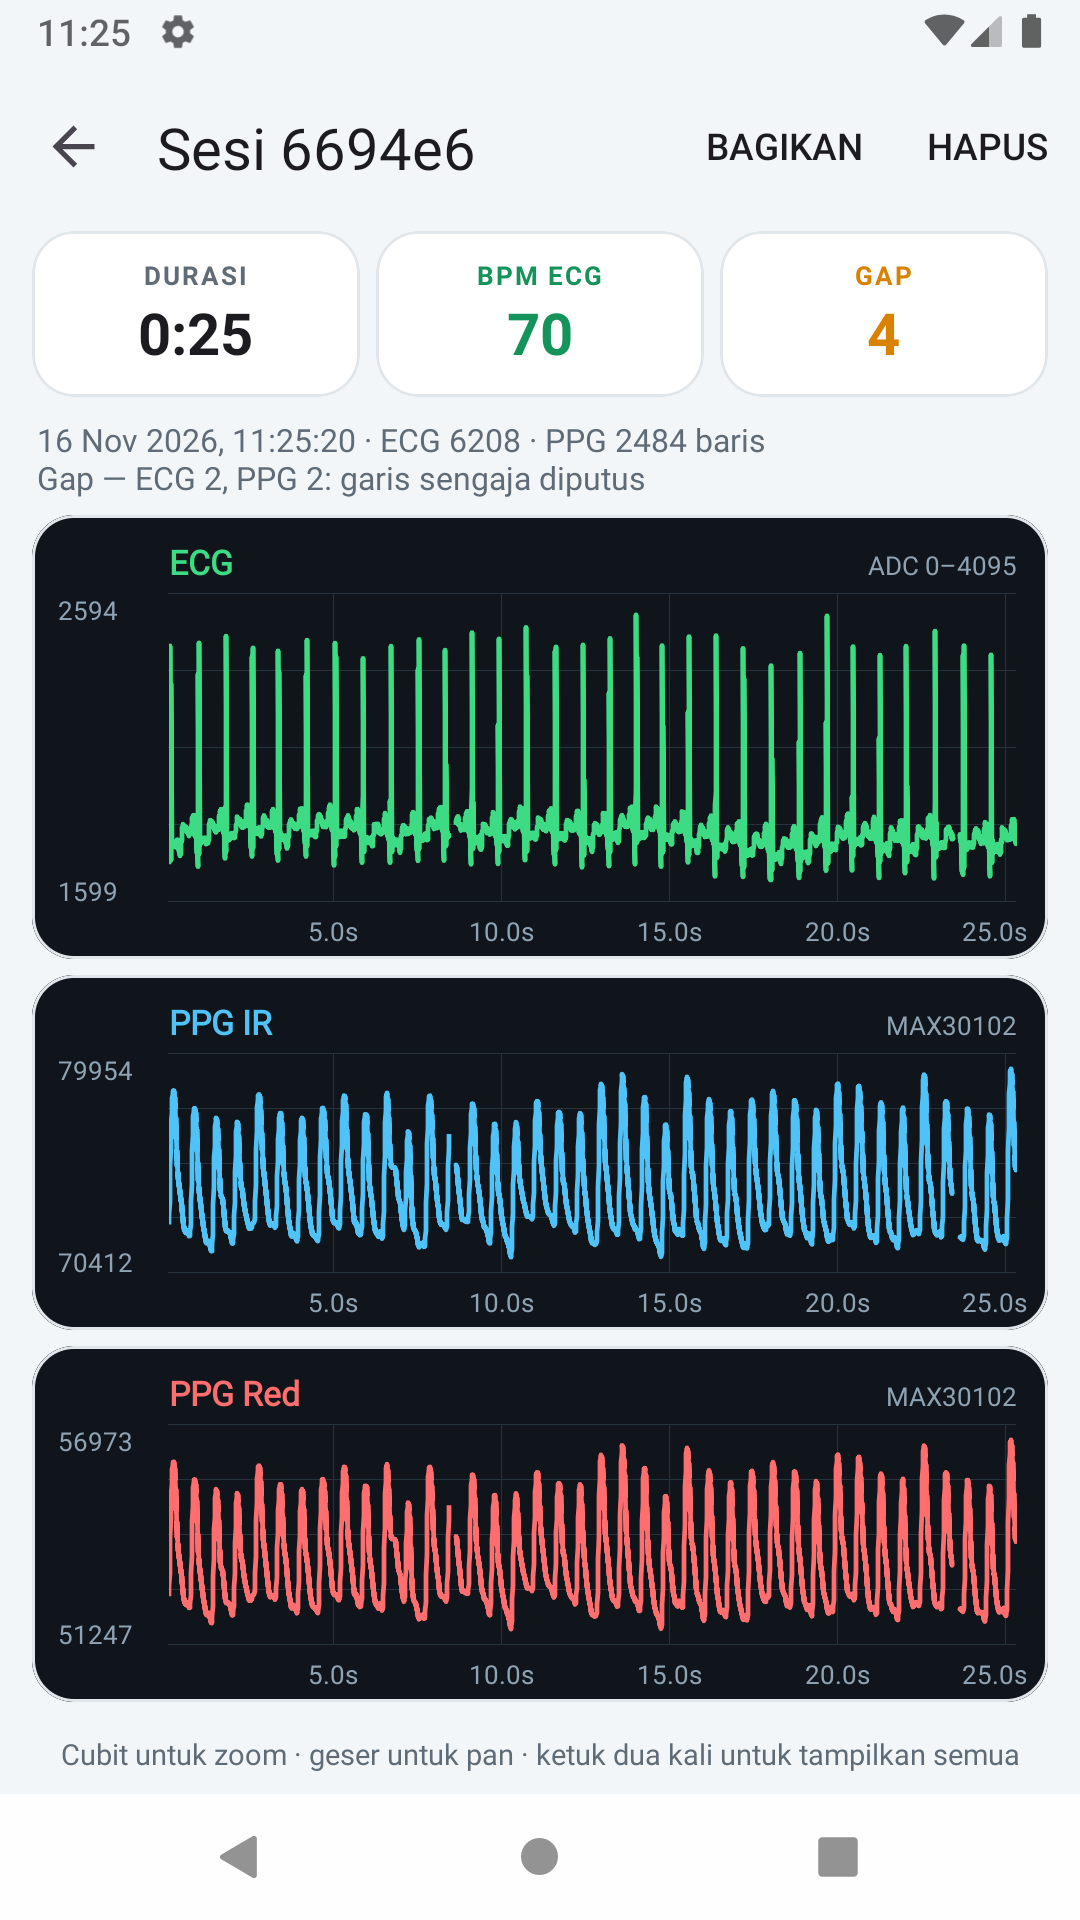 11:25
Sesi 6694e6
BAGIKAN
HAPUS
DURASI
0:25
BPM ECG
70
GAP
4
16 Nov 2026, 11:25:20 · ECG 6208 · PPG 2484 baris
Gap — ECG 2, PPG 2: garis sengaja diputus
ECG
ADC 0–4095
2594
1599
5.0s 10.0s 15.0s 20.0s 25.0s
PPG IR
MAX30102
79954
70412
5.0s 10.0s 15.0s 20.0s 25.0s
PPG Red
MAX30102
56973
51247
5.0s 10.0s 15.0s 20.0s 25.0s
Cubit untuk zoom · geser untuk pan · ketuk dua kali untuk tampilkan semua